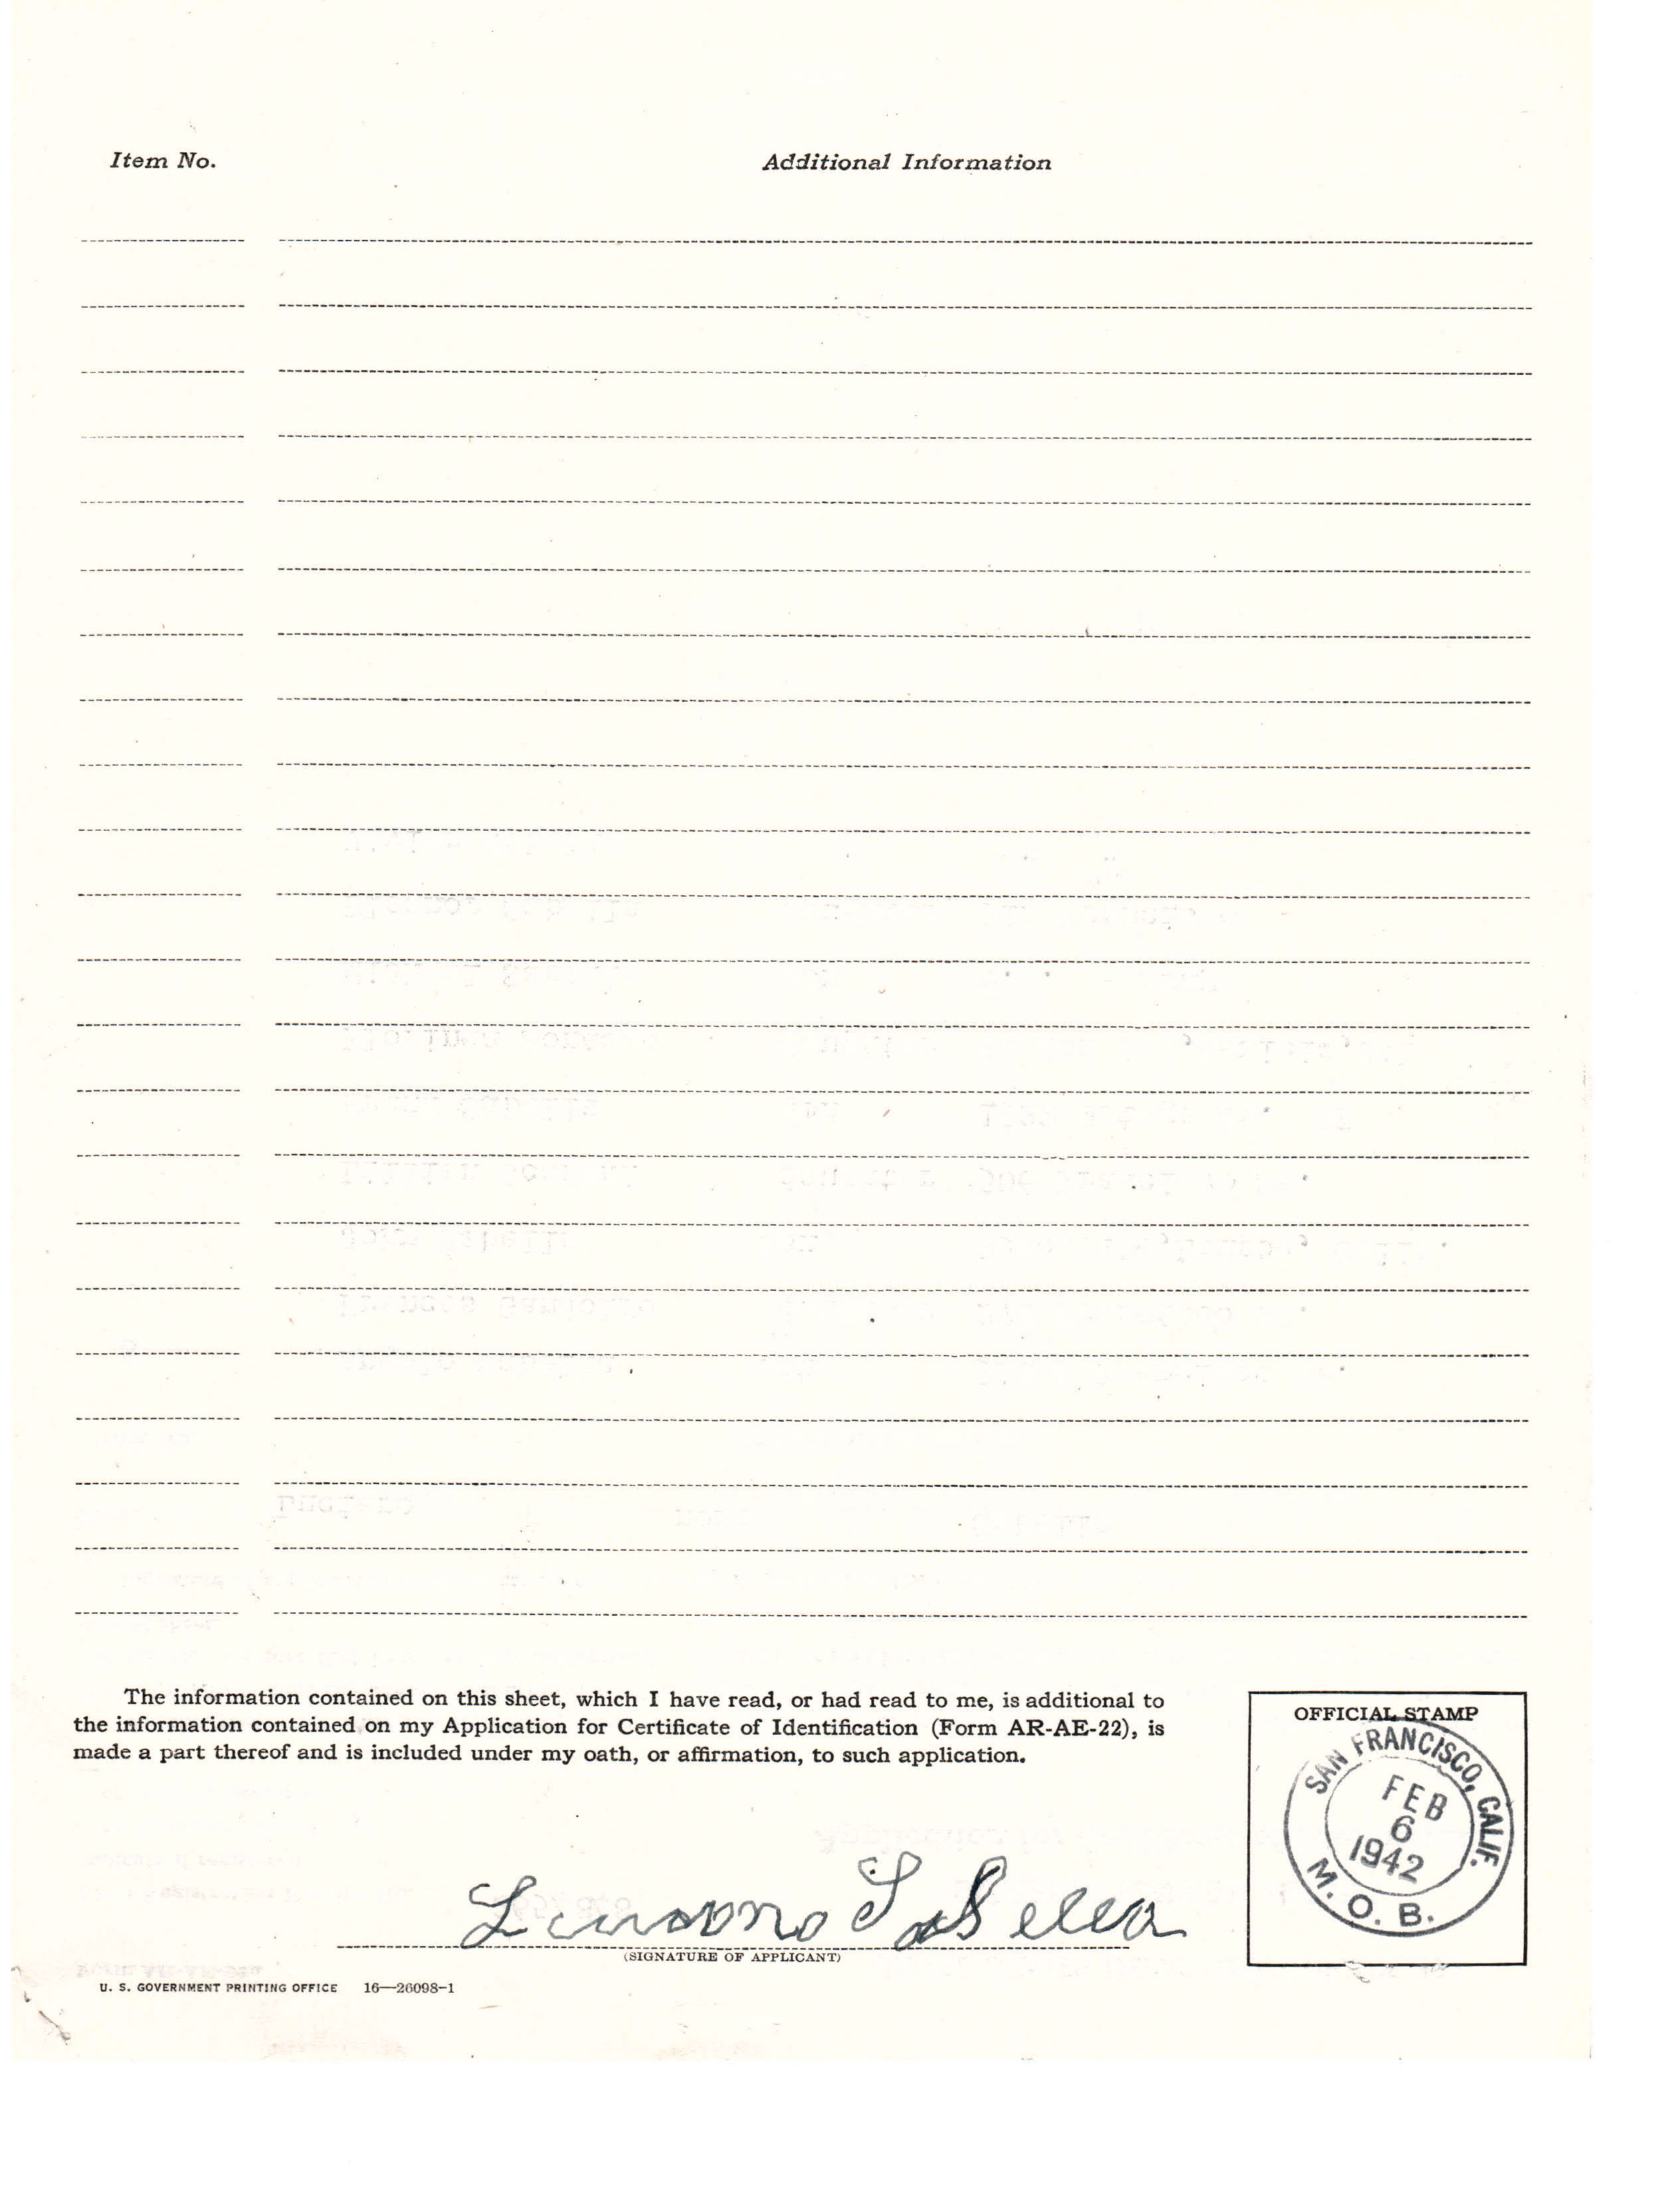 Item No. Additional Information
The information contained on this sheet, which I have read, or had read to me, is additional to
the information contained on my Application for Certificate of Identification (Form AR-AE-22), is
made a part thereof and is included under my oath, or affirmation, to such application.
OFFICIAL STAMP
SAN FRANCISCO, CALIF.
FEB
6
1942
M. O. B.
(SIGNATURE OF APPLICANT)
U. S. GOVERNMENT PRINTING OFFICE 16—26098-1